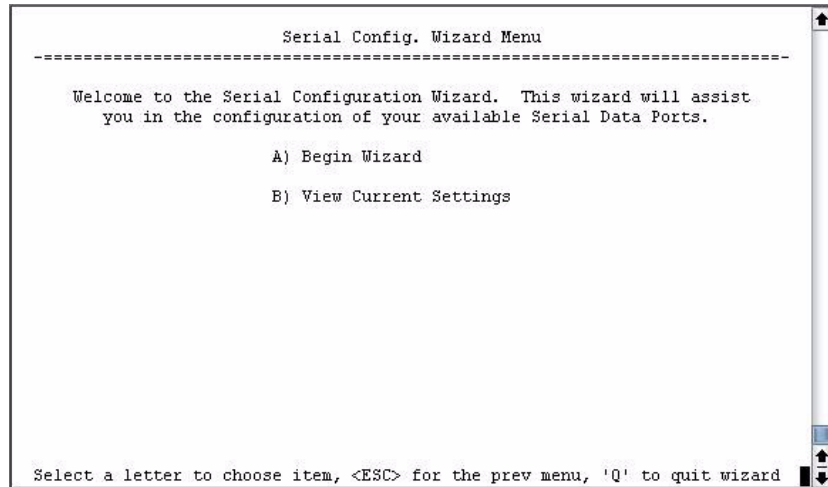 Serial Config. Wizard Menu
-==========================================================================-
Welcome to the Serial Configuration Wizard.  This wizard will assist
you in the configuration of your available Serial Data Ports.
A) Begin Wizard
B) View Current Settings
Select a letter to choose item, <ESC> for the prev menu, 'Q' to quit wizard